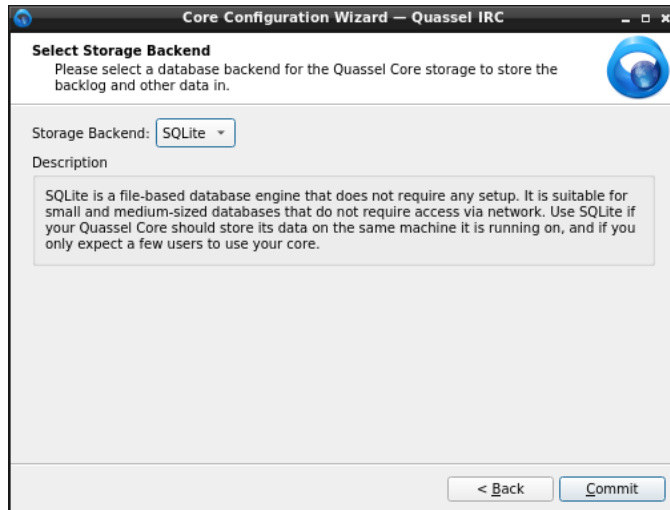 Core Configuration Wizard — Quassel IRC
Select Storage Backend
Please select a database backend for the Quassel Core storage to store the
backlog and other data in.
Storage Backend: SQLite
Description
SQLite is a file-based database engine that does not require any setup. It is suitable for
small and medium-sized databases that do not require access via network. Use SQLite if
your Quassel Core should store its data on the same machine it is running on, and if you
only expect a few users to use your core.
< Back Commit